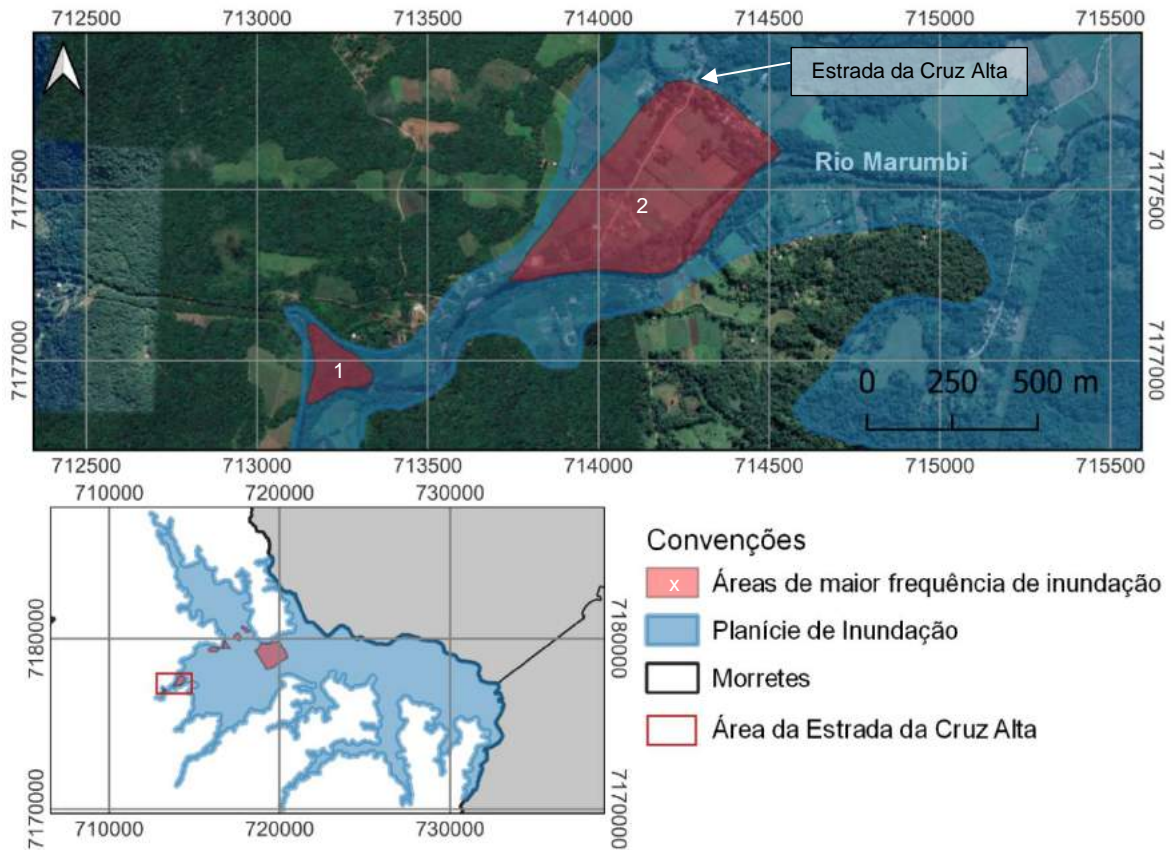 712500 713000 713500 714000 714500 715000 715500
Estrada da Cruz Alta
Rio Marumbi
7177500
7177500
2
7177000
7177000
1
0 250 500 m
712500 713000 713500 714000 714500 715000 715500
710000 720000 730000
Convenções
x Áreas de maior frequência de inundação
7180000
7180000
Planície de Inundação
Morretes
Área da Estrada da Cruz Alta
7170000
7170000
710000 720000 730000